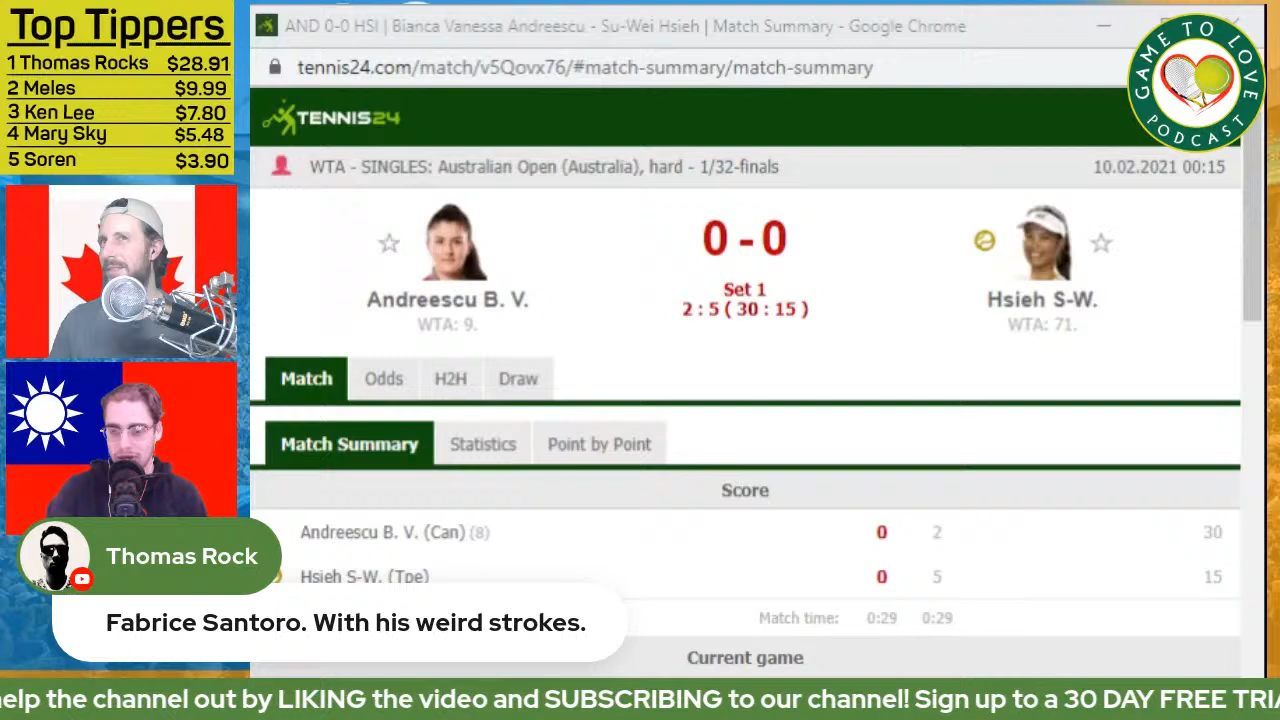 Top Tippers
1 Thomas Rocks $28.91
2 Meles $9.99
3 Ken Lee $7.80
4 Mary Sky $5.48
5 Soren $3.90
AND 0-0 HSI | Bianca Vanessa Andreescu - Su-Wei Hsieh | Match Summary - Google Chrome
tennis24.com/match/v5Qovx76/#match-summary/match-summary
GAME TO LOVE
PODCAST
TENNIS24
WTA - SINGLES: Australian Open (Australia), hard - 1/32-finals 10.02.2021 00:15
0 - 0
Set 1
2 : 5 ( 30 : 15 )
Andreescu B. V.
WTA: 9.
Hsieh S-W.
WTA: 71.
Match Odds H2H Draw
Match Summary Statistics Point by Point
Score
Andreescu B. V. (Can) (8) 0 2 30
Hsieh S-W. (Tpe) 0 5 15
Match time: 0:29 0:29
Current game
Thomas Rock
Fabrice Santoro. With his weird strokes.
help the channel out by LIKING the video and SUBSCRIBING to our channel! Sign up to a 30 DAY FREE TRI